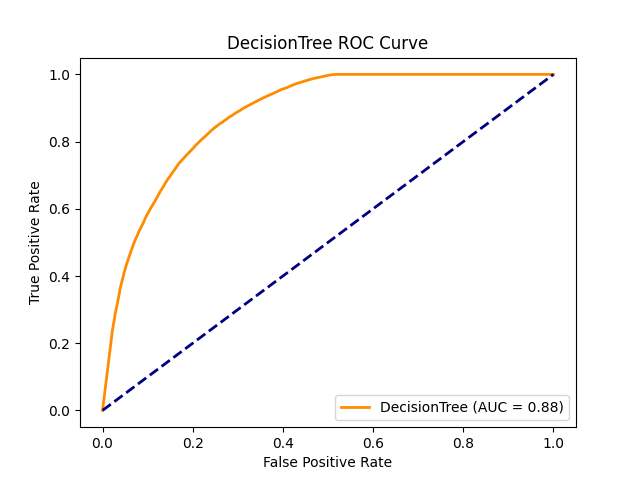 DecisionTree ROC Curve
True Positive Rate
1.0
0.8
0.6
0.4
0.2
0.0
DecisionTree (AUC = 0.88)
0.0 0.2 0.4 0.6 0.8 1.0
False Positive Rate